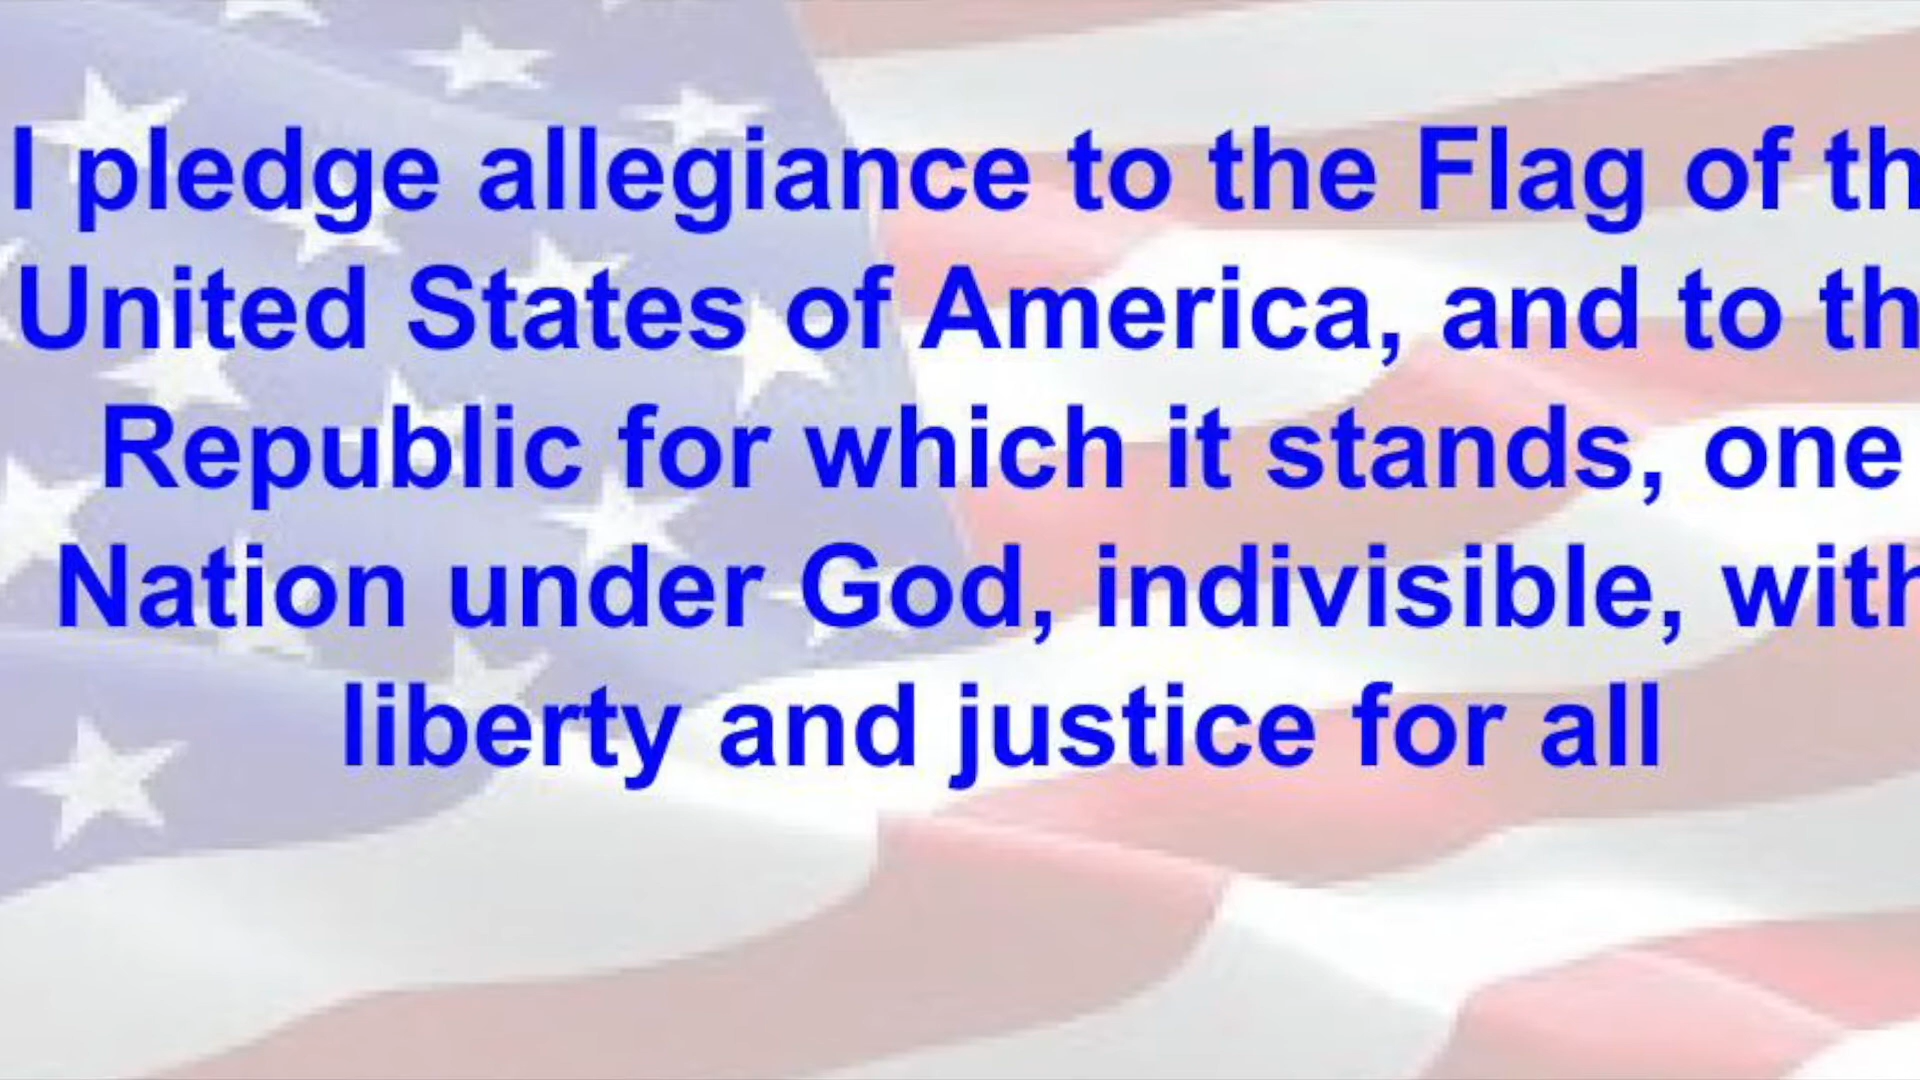 I pledge allegiance to the Flag of th
United States of America, and to th
Republic for which it stands, one
Nation under God, indivisible, with
liberty and justice for all